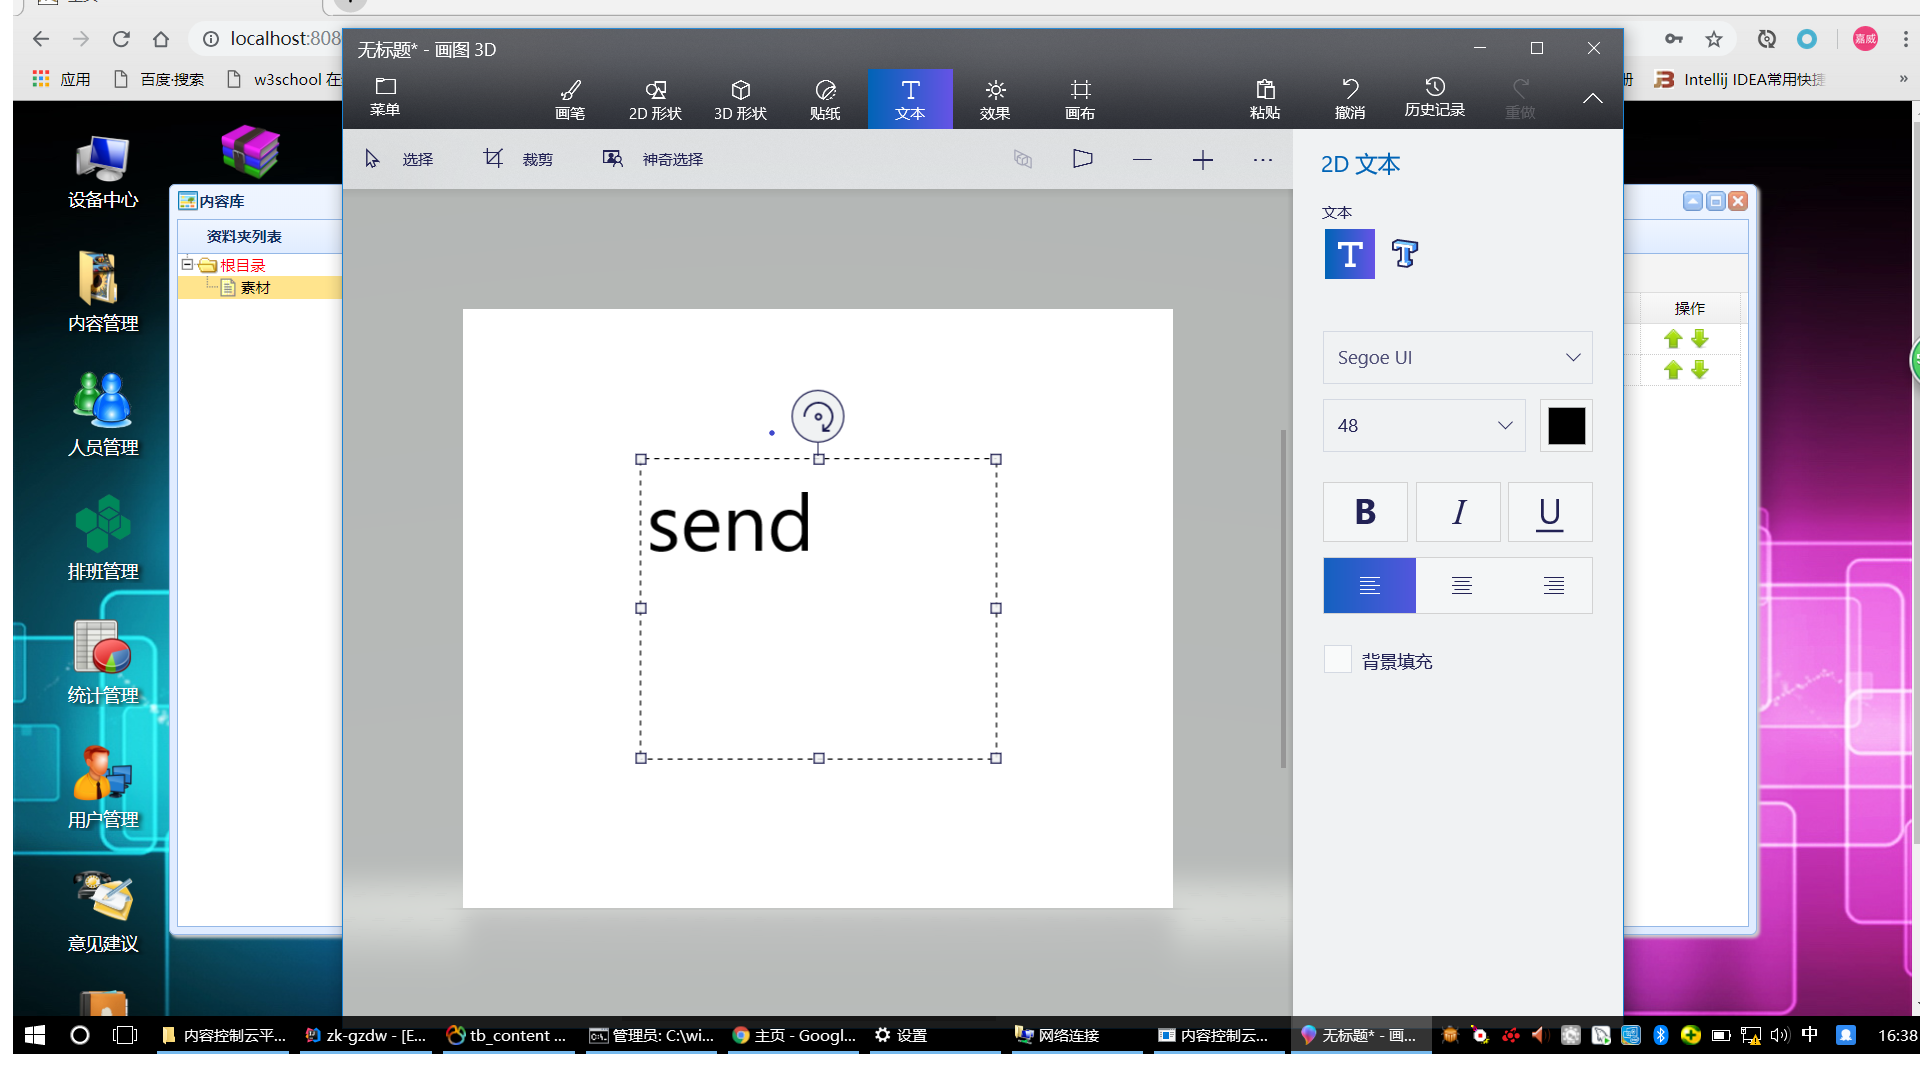 localhost:808
应用
百度·搜索
w3school 在
册
Intellij IDEA常用快捷
嘉威
无标题* - 画图 3D
菜单
画笔
2D 形状
3D 形状
贴纸
文本
效果
画布
粘贴
撤消
历史记录
重做
选择
裁剪
神奇选择
2D 文本
文本
Segoe UI
48
B
I
U
背景填充
send
设备中心
内容管理
人员管理
排班管理
统计管理
用户管理
意见建议
内容库
资料夹列表
根目录
素材
操作
内容控制云平...
zk-gzdw - [E...
tb_content ...
管理员: C:\wi...
主页 - Googl...
设置
网络连接
内容控制云...
无标题* - 画...
中
16:38